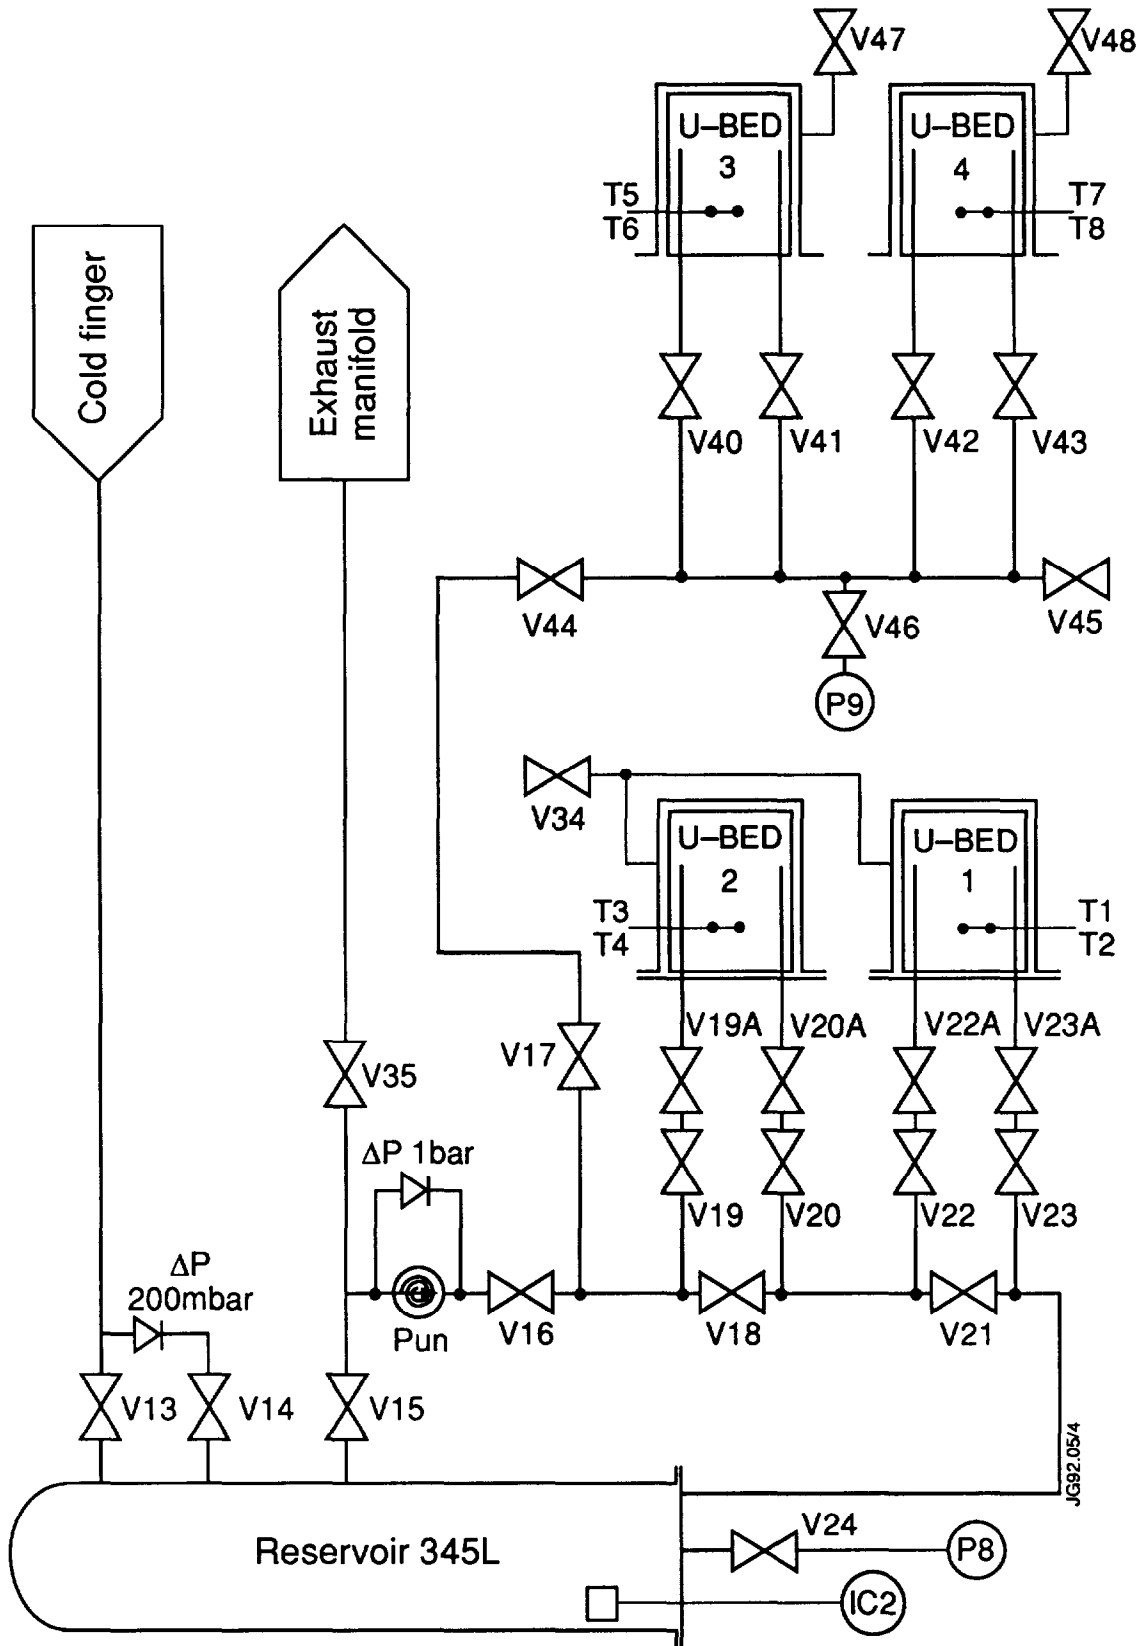 V47
V48
U–BED
3
U–BED
4
T5
T6
T7
T8
Cold finger
Exhaust
manifold
V40
V41
V42
V43
V44
V46
V45
P9
V34
U–BED
2
U–BED
1
T3
T4
T1
T2
V19A
V20A
V22A
V23A
V17
V35
ΔP 1bar
V19
V20
V22
V23
ΔP
200mbar
Pun
V16
V18
V21
V13
V14
V15
JG92.05/4
Reservoir 345L
V24
P8
IC2